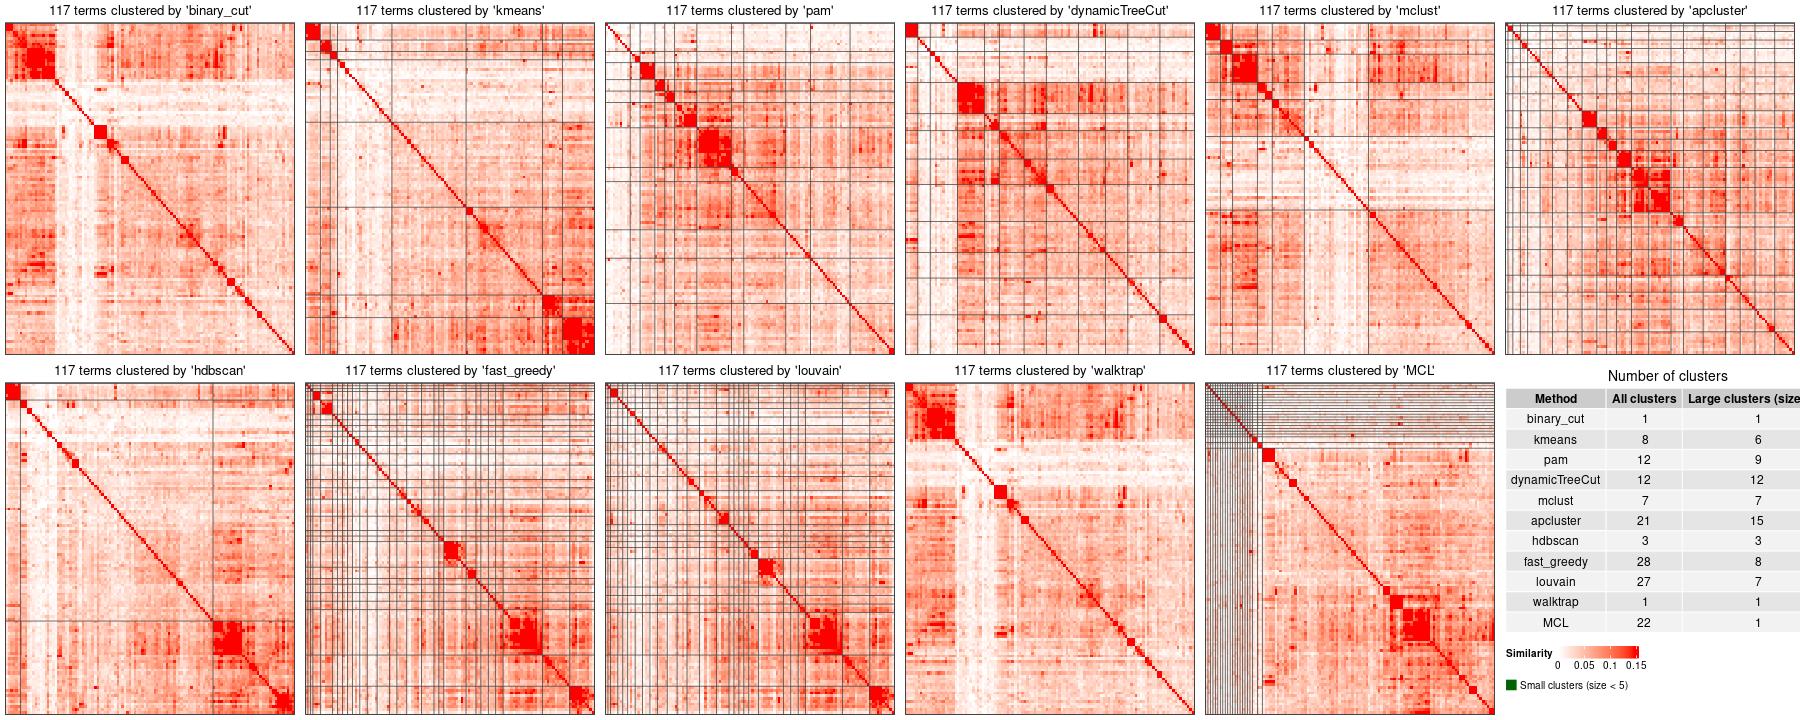 117 terms clustered by 'binary_cut'
117 terms clustered by 'kmeans'
117 terms clustered by 'pam'
117 terms clustered by 'dynamicTreeCut'
117 terms clustered by 'mclust'
117 terms clustered by 'apcluster'
117 terms clustered by 'hdbscan'
117 terms clustered by 'fast_greedy'
117 terms clustered by 'louvain'
117 terms clustered by 'walktrap'
117 terms clustered by 'MCL'
Number of clusters
Method All clusters Large clusters (size
binary_cut 1 1
kmeans 8 6
pam 12 9
dynamicTreeCut 12 12
mclust 7 7
apcluster 21 15
hdbscan 3 3
fast_greedy 28 8
louvain 27 7
walktrap 1 1
MCL 22 1
Similarity
0 0.05 0.1 0.15
Small clusters (size < 5)